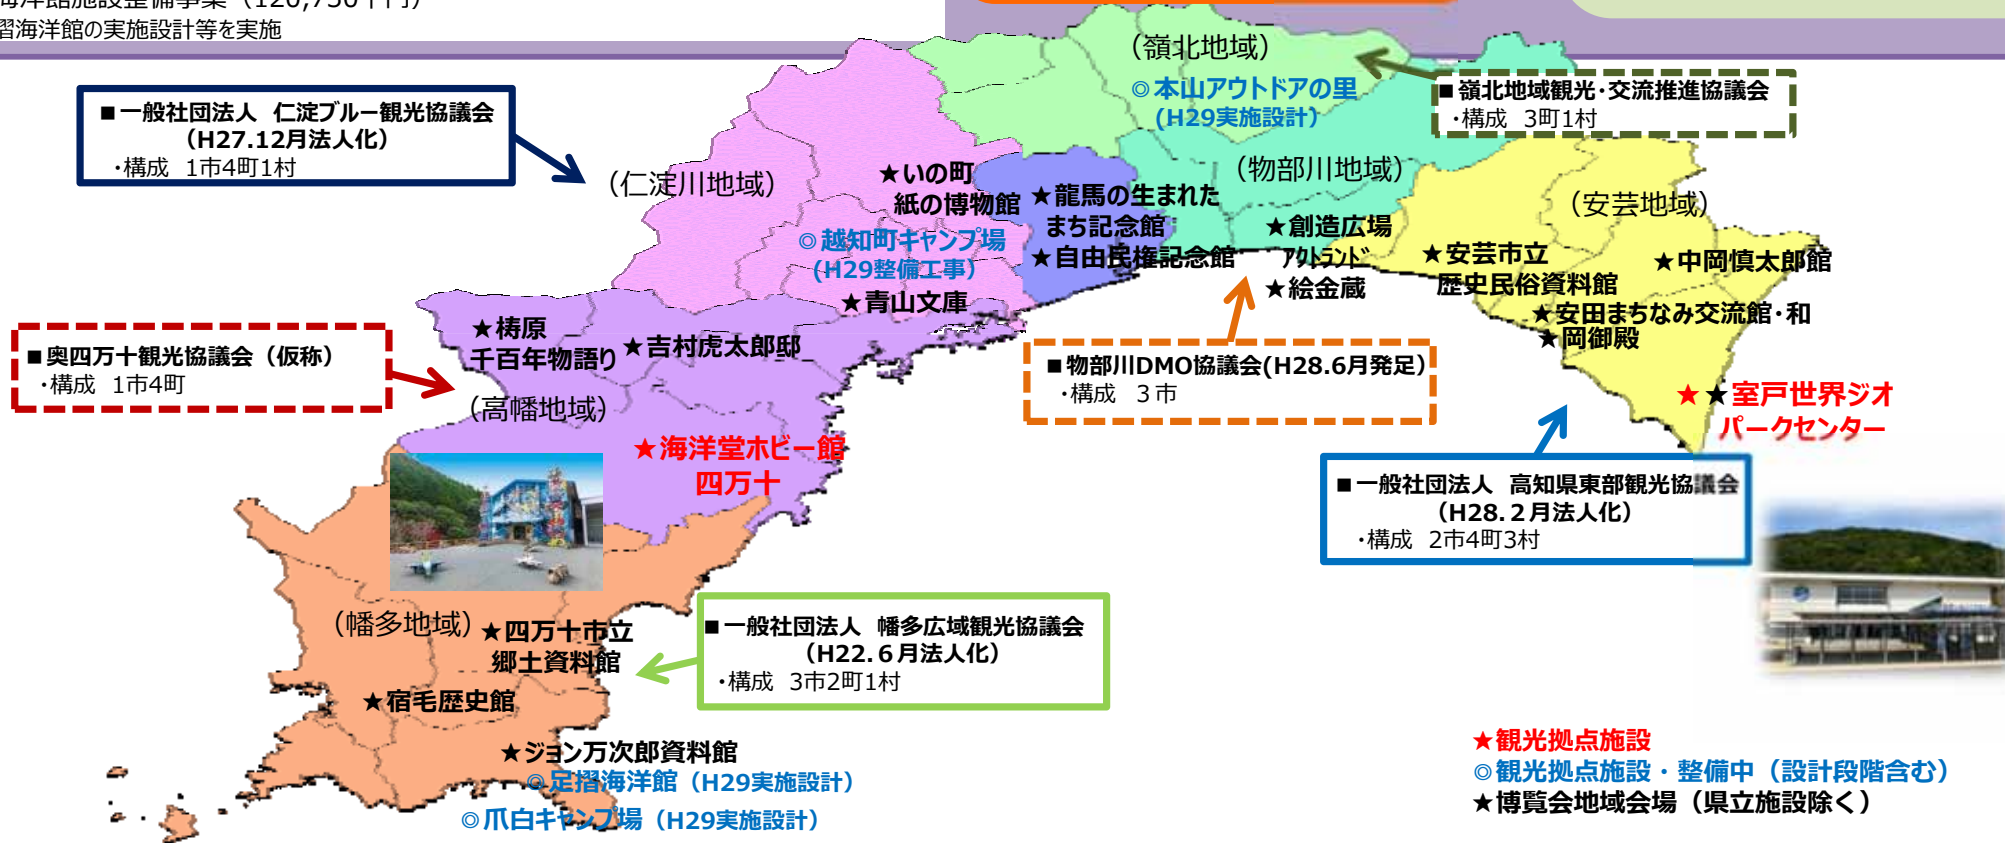 海洋館施設整備事業（120,750千円）
摺海洋館の実施設計等を実施
（嶺北地域）
◎本山アウトドアの里
(H29実施設計）
■嶺北地域観光・交流推進協議会
・構成 3町1村
■一般社団法人 仁淀ブルー観光協議会
（H27.12月法人化）
・構成 1市4町1村
（仁淀川地域）
★いの町
紙の博物館
◎越知町キャンプ場
(H29整備工事）
★青山文庫
★龍馬の生まれた
まち記念館
★自由民権記念館
（物部川地域）
★創造広場
アクトランド
★絵金蔵
（安芸地域）
★安芸市立
歴史民俗資料館
★中岡慎太郎館
★安田まちなみ交流館・和
★岡御殿
★★室戸世界ジオ
パークセンター
■奥四万十観光協議会（仮称）
・構成 1市4町
★梼原
千百年物語り
★吉村虎太郎邸
（高幡地域）
★海洋堂ホビー館
四万十
■物部川DMO協議会(H28.6月発足）
・構成 ３市
■一般社団法人 高知県東部観光協議会
（H28.２月法人化）
・構成 2市4町3村
（幡多地域）
★四万十市立
郷土資料館
★宿毛歴史館
■一般社団法人 幡多広域観光協議会
（H22.６月法人化）
・構成 3市2町1村
★ジョン万次郎資料館
◎足摺海洋館（H29実施設計）
◎爪白キャンプ場（H29実施設計）
★観光拠点施設
◎観光拠点施設・整備中（設計段階含む）
★博覧会地域会場（県立施設除く）